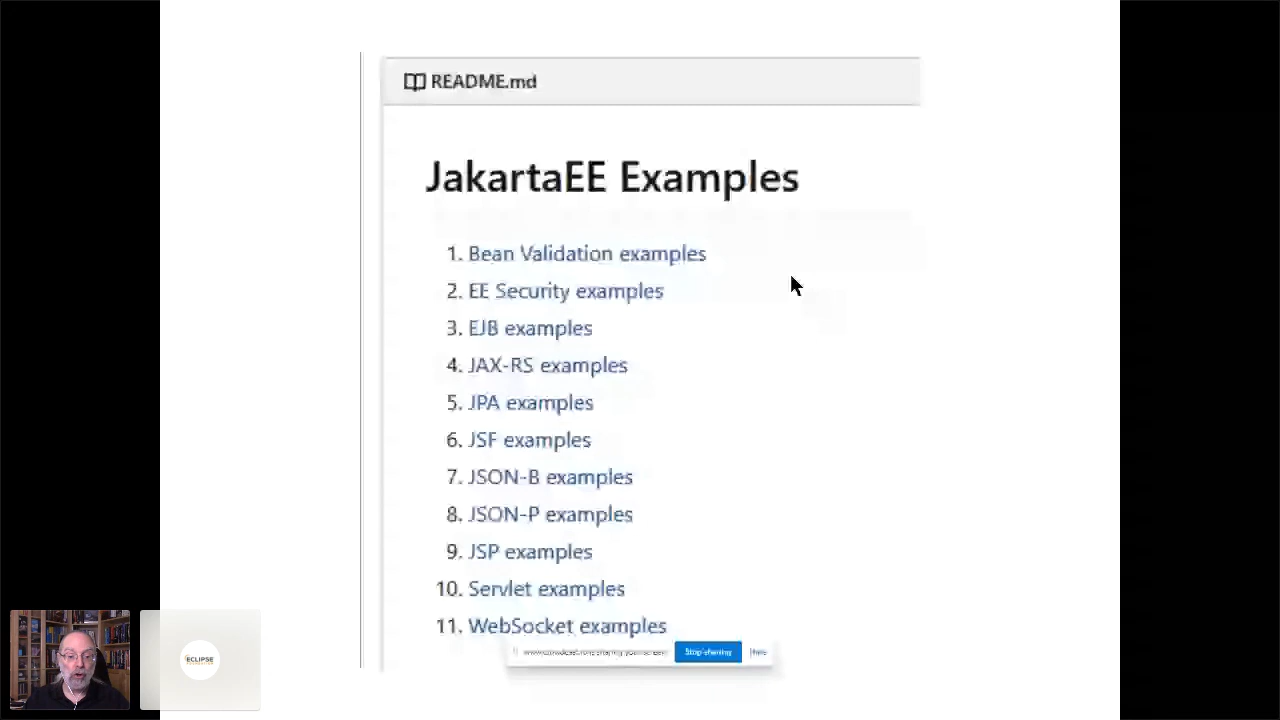 README.md
JakartaEE Examples
1. Bean Validation examples
2. EE Security examples
3. EJB examples
4. JAX-RS examples
5. JPA examples
6. JSF examples
7. JSON-B examples
8. JSON-P examples
9. JSP examples
10. Servlet examples
11. WebSocket examples
Stop sharing
Hide
ECLIPSE